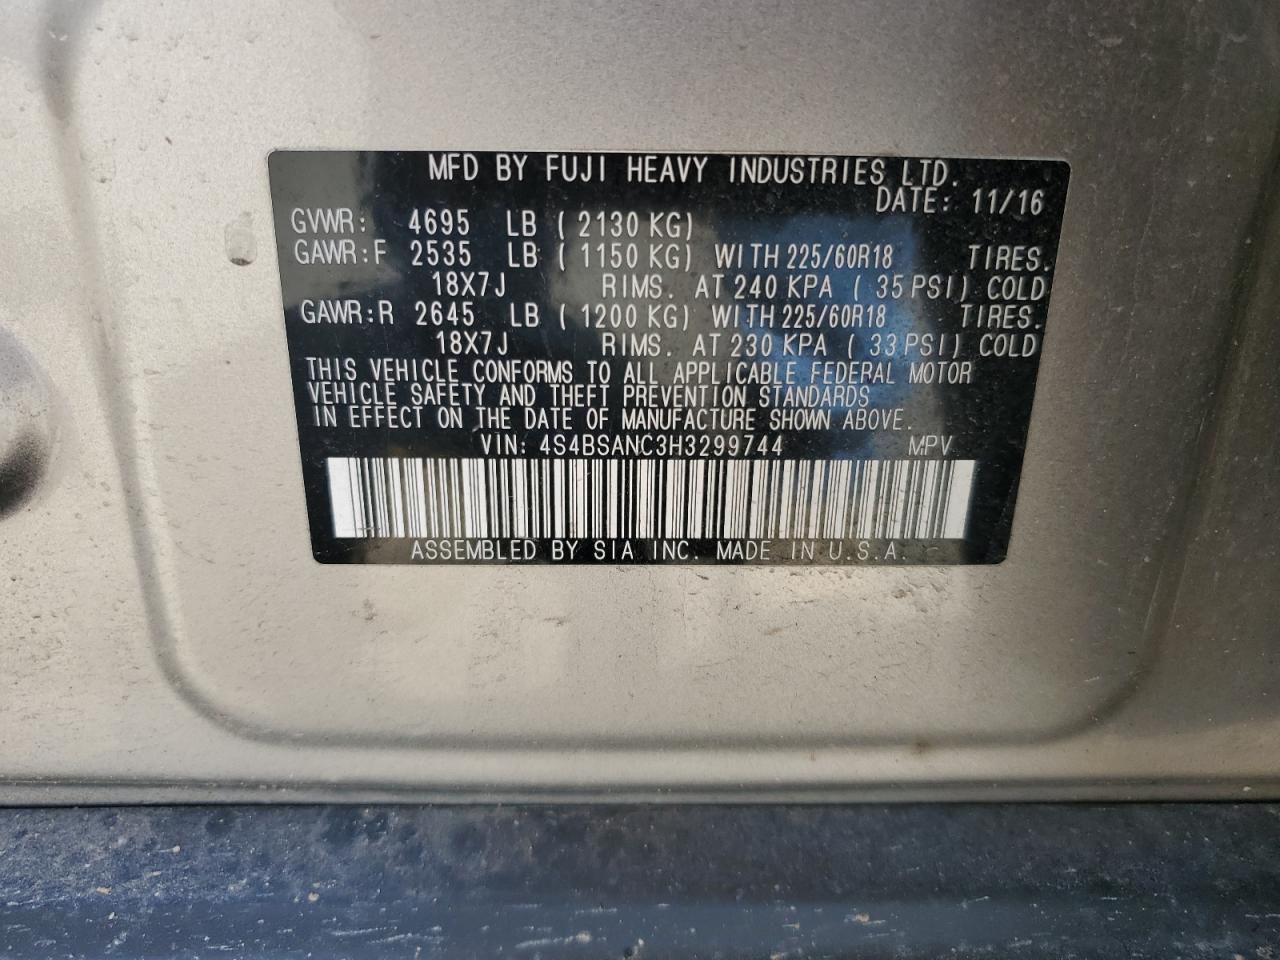 MFD BY FUJI HEAVY INDUSTRIES LTD.
DATE: 11/16
GVWR: 4695 LB ( 2130 KG)
GAWR:F 2535 LB ( 1150 KG) WITH 225/60R18 TIRES.
18X7J RIMS. AT 240 KPA ( 35 PSI) COLD
GAWR:R 2645 LB ( 1200 KG) WITH 225/60R18 TIRES.
18X7J RIMS. AT 230 KPA ( 33 PSI) COLD
THIS VEHICLE CONFORMS TO ALL APPLICABLE FEDERAL MOTOR
VEHICLE SAFETY AND THEFT PREVENTION STANDARDS
IN EFFECT ON THE DATE OF MANUFACTURE SHOWN ABOVE.
VIN: 4S4BSANC3H3299744 MPV
ASSEMBLED BY SIA INC. MADE IN U.S.A.